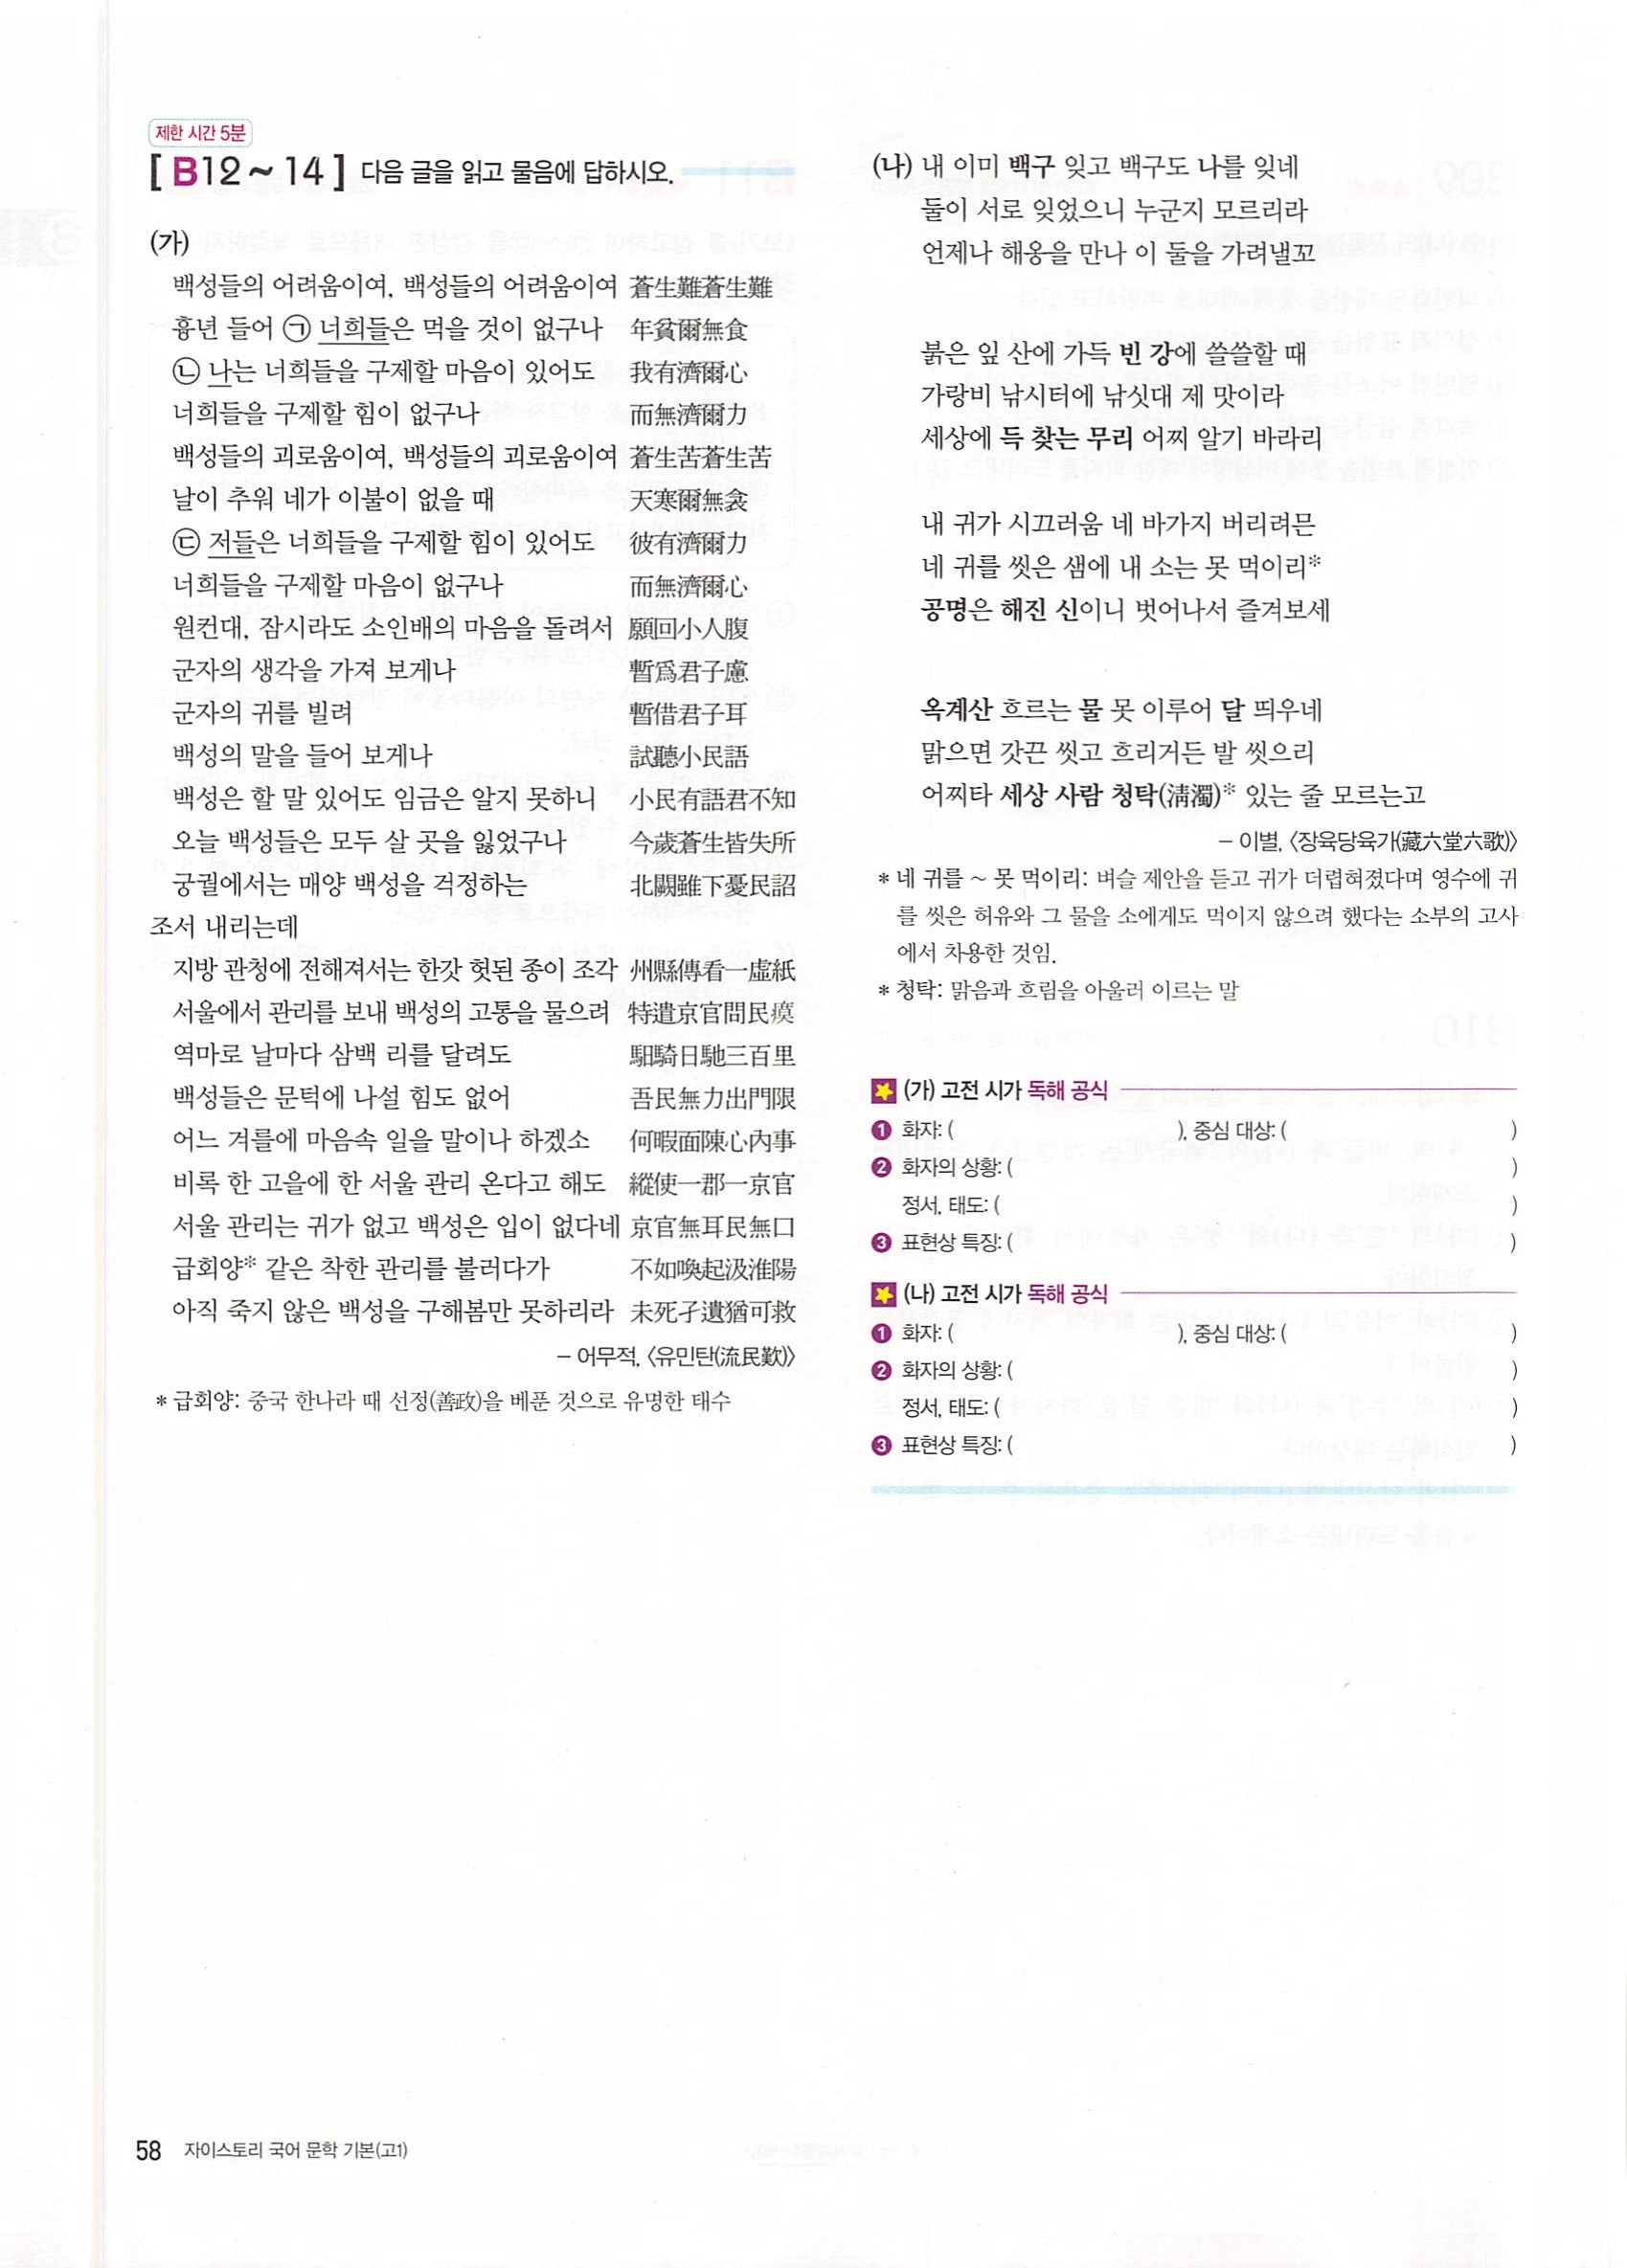 제한 시간 5분
[ B12 ~ 14 ] 다음 글을 읽고 물음에 답하시오.
(가)
백성들의 어려움이여, 백성들의 어려움이여 蒼生難蒼生難
흉년 들어 ㉠ 너희들은 먹을 것이 없구나 年貧爾無食
㉡ 나는 너희들을 구제할 마음이 있어도 我有濟爾心
너희들을 구제할 힘이 없구나 而無濟爾力
백성들의 괴로움이여, 백성들의 괴로움이여 蒼生苦蒼生苦
날이 추워 네가 이불이 없을 때 天寒爾無衾
㉢ 저들은 너희들을 구제할 힘이 있어도 彼有濟爾力
너희들을 구제할 마음이 없구나 而無濟爾心
원컨대, 잠시라도 소인배의 마음을 돌려서 願回小人腹
군자의 생각을 가져 보게나 暫爲君子慮
군자의 귀를 빌려 暫借君子耳
백성의 말을 들어 보게나 試聽小民語
백성은 할 말 있어도 임금은 알지 못하니 小民有語君不知
오늘 백성들은 모두 살 곳을 잃었구나 今歲蒼生皆失所
궁궐에서는 매양 백성을 걱정하는 北闕雖下憂民詔
조서 내리는데
지방 관청에 전해져서는 한갓 헛된 종이 조각 州縣傳看一虛紙
서울에서 관리를 보내 백성의 고통을 물으려 特遣京官問民瘼
역마로 날마다 삼백 리를 달려도 馹騎日馳三百里
백성들은 문턱에 나설 힘도 없어 吾民無力出門限
어느 겨를에 마음속 일을 말이나 하겠소 何暇面陳心內事
비록 한 고을에 한 서울 관리 온다고 해도 縱使一郡一京官
서울 관리는 귀가 없고 백성은 입이 없다네 京官無耳民無口
급회양* 같은 착한 관리를 불러다가 不如喚起汲淮陽
아직 죽지 않은 백성을 구해봄만 못하리라 未死孑遺猶可救
– 어무적, 〈유민탄(流民歎)〉
* 급회양: 중국 한나라 때 선정(善政)을 베푼 것으로 유명한 태수
(나) 내 이미 백구 잊고 백구도 나를 잊네
둘이 서로 잊었으니 누군지 모르리라
언제나 해옹을 만나 이 둘을 가려낼꼬
붉은 잎 산에 가득 빈 강에 쓸쓸할 때
가랑비 낚시터에 낚싯대 제 맛이라
세상에 득 찾는 무리 어찌 알기 바라리
내 귀가 시끄러움 네 바가지 버리려믄
네 귀를 씻은 샘에 내 소는 못 먹이리*
공명은 해진 신이니 벗어나서 즐겨보세
옥계산 흐르는 물 못 이루어 달 띄우네
맑으면 갓끈 씻고 흐리거든 발 씻으리
어찌타 세상 사람 청탁(淸濁)* 있는 줄 모르는고
– 이별, 〈장육당육가(藏六堂六歌)〉
* 네 귀를 ~ 못 먹이리: 벼슬 제안을 듣고 귀가 더럽혀졌다며 영수에 귀
를 씻은 허유와 그 물을 소에게도 먹이지 않으려 했다는 소부의 고사
에서 차용한 것임.
* 청탁: 맑음과 흐림을 아울러 이르는 말
(가) 고전 시가 독해 공식
❶ 화자: ( ), 중심 대상: ( )
❷ 화자의 상황: ( )
정서, 태도: ( )
❸ 표현상 특징: ( )
(나) 고전 시가 독해 공식
❶ 화자: ( ), 중심 대상: ( )
❷ 화자의 상황: ( )
정서, 태도: ( )
❸ 표현상 특징: ( )
58 자이스토리 국어 문학 기본(고1)